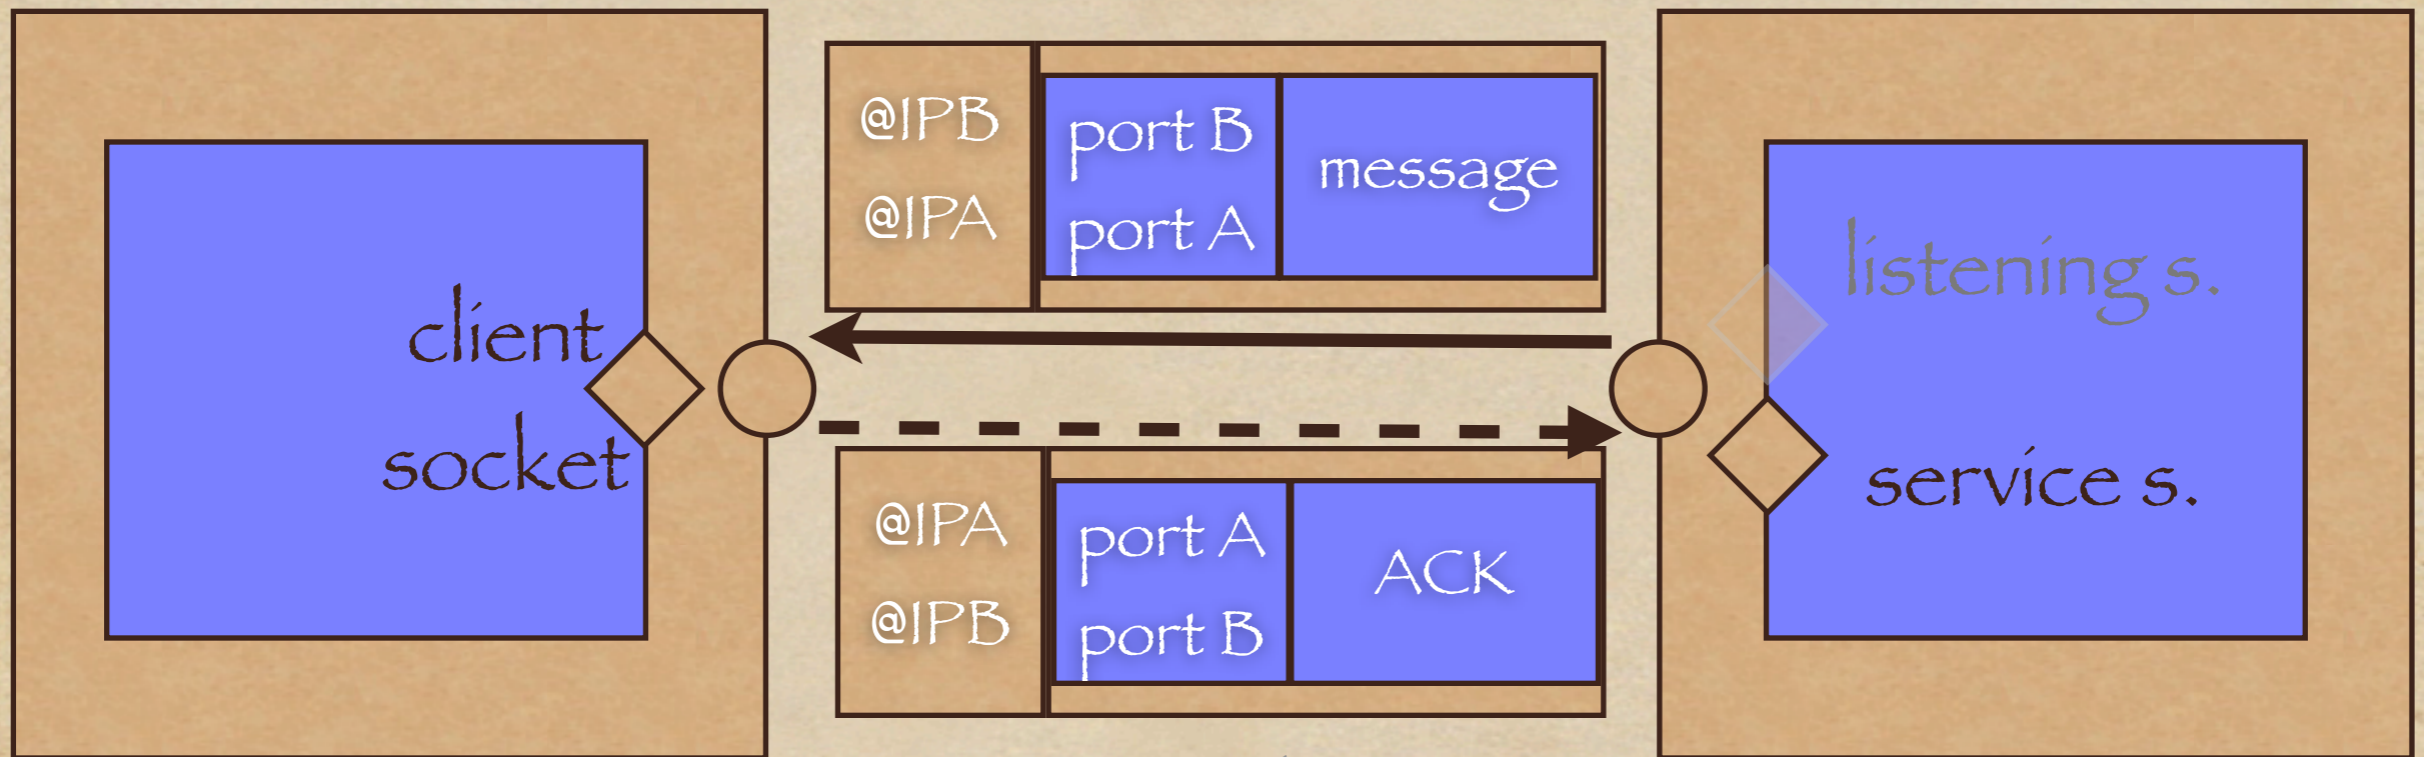 client
socket
@IPB
@IPA
port B
port A
message
@IPA
@IPB
port A
port B
ACK
listening s.
service s.